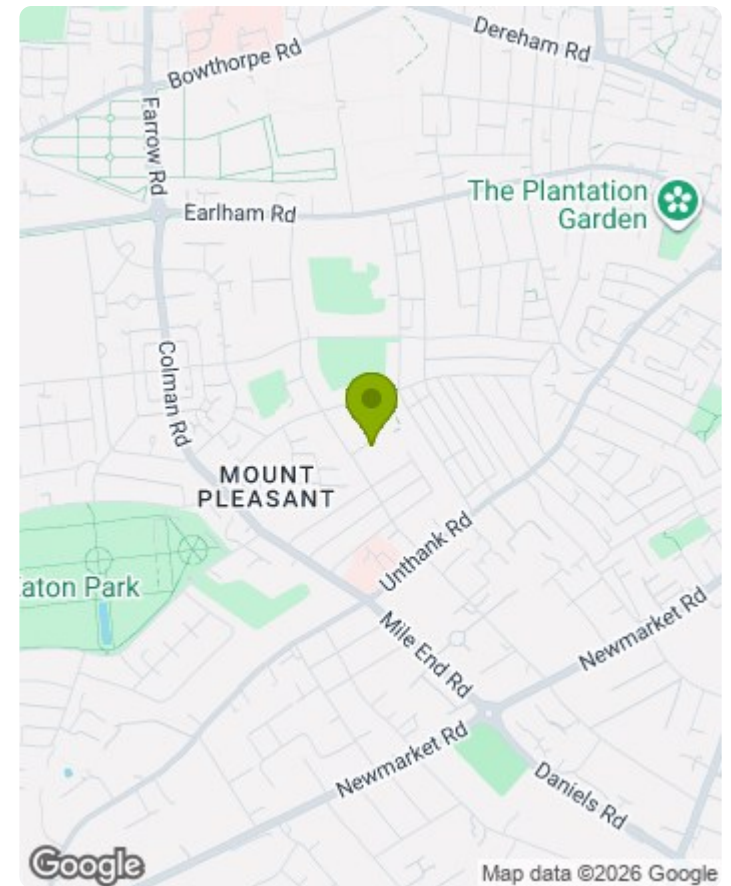 Dereham Rd
Bowthorpe Rd
Farrow Rd
The Plantation
Garden
Earlham Rd
Colman Rd
MOUNT
PLEASANT
Unthank Rd
aton Park
Mile End Rd
Newmarket Rd
Newmarket Rd
Daniels Rd
Google
Map data ©2026 Google